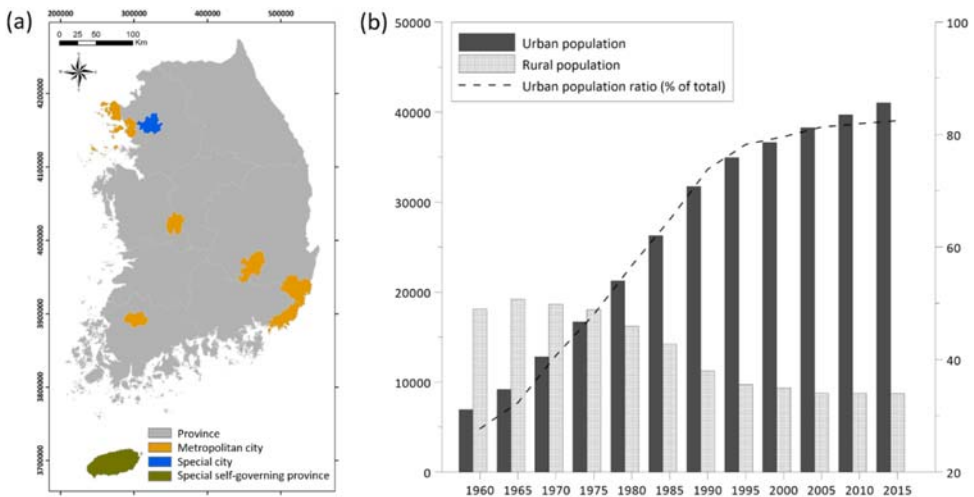 (a)
200000 300000 400000 500000
0 25 50 100
Km
4200000
4100000
4000000
3900000
3800000
3700000
Province
Metropolitan city
Special city
Special self-governing province
(b)
50000
40000
30000
20000
10000
0
Urban population
Rural population
Urban population ratio (% of total)
100
80
60
40
20
1960 1965 1970 1975 1980 1985 1990 1995 2000 2005 2010 2015